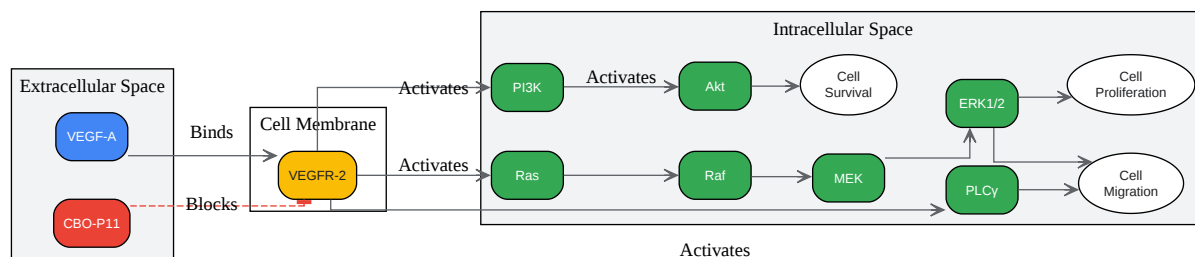 Intracellular Space
Extracellular Space
VEGF-A
CBO-P11
Binds
Blocks
Cell Membrane
VEGFR-2
Activates
Activates
PI3K
Activates
Akt
Cell
Survival
Ras
Raf
MEK
ERK1/2
PLCγ
Cell
Proliferation
Cell
Migration
Activates